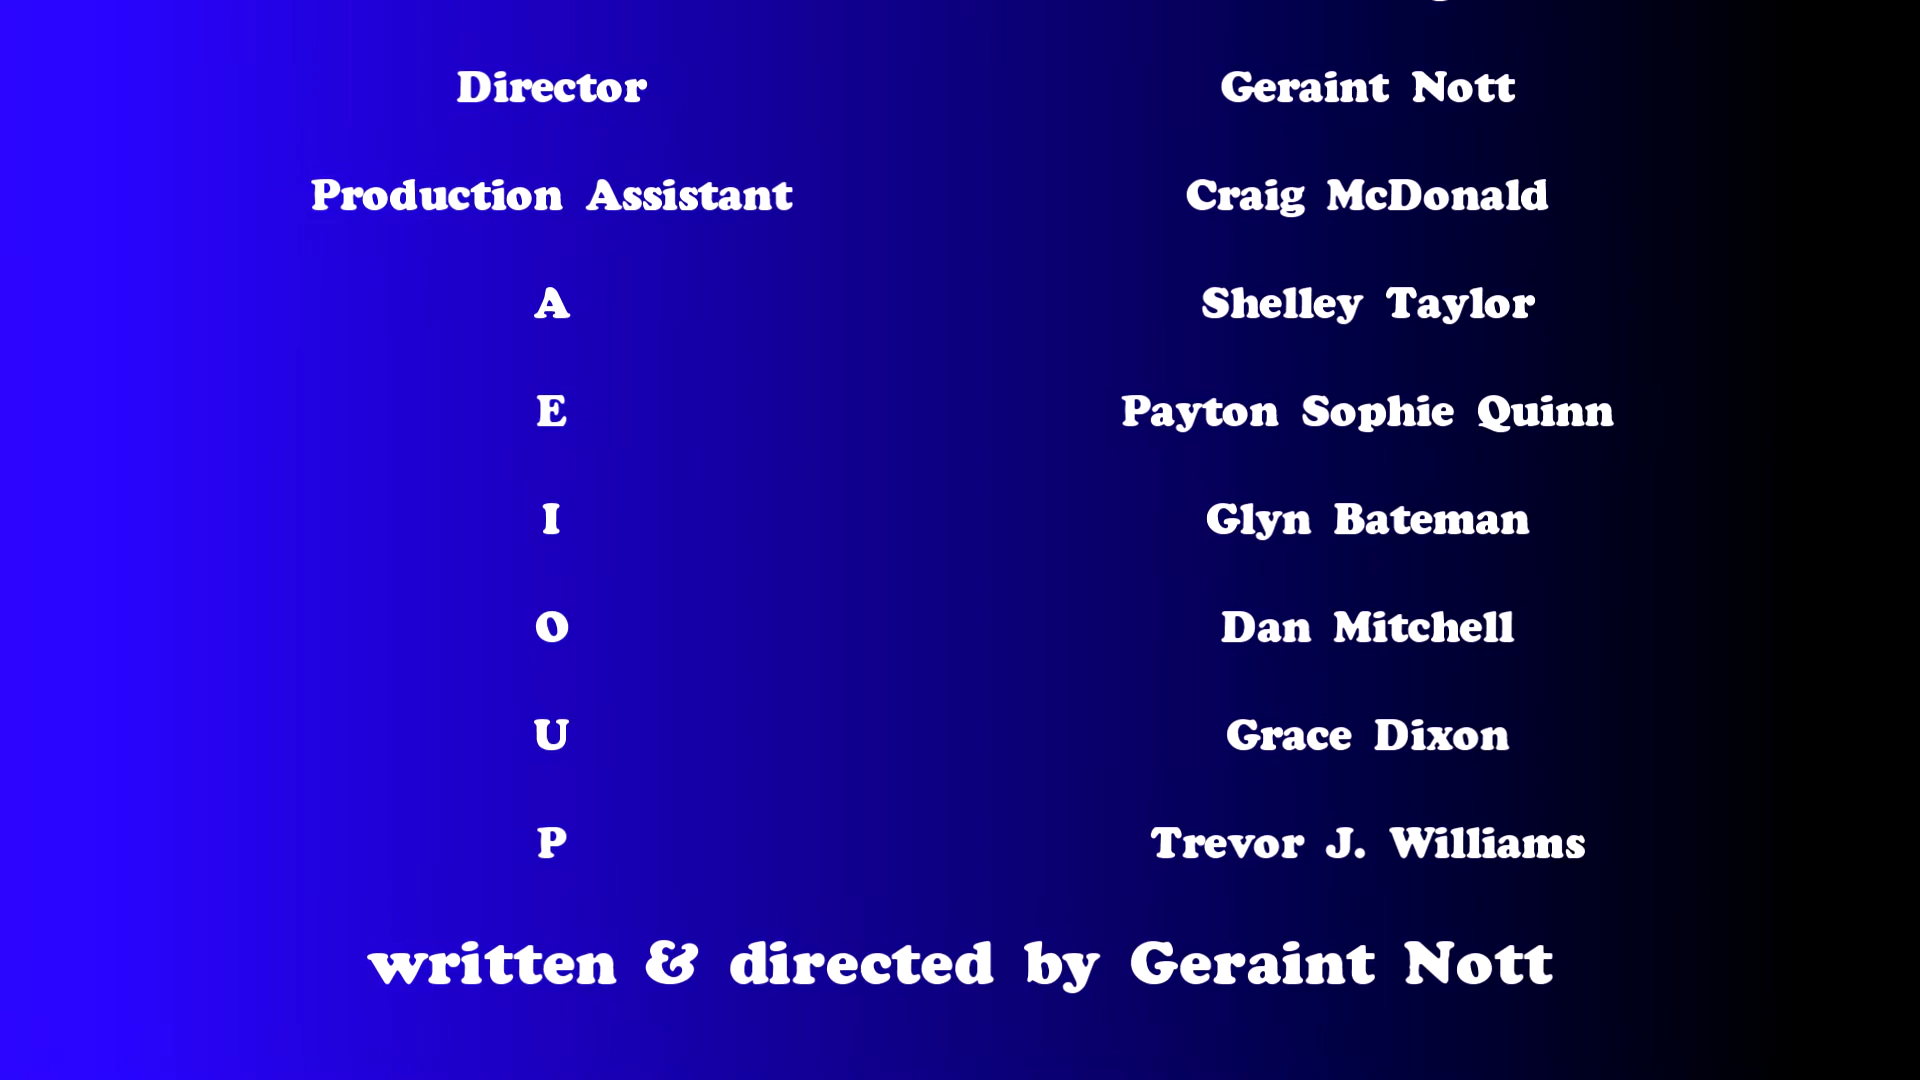 Director Geraint Nott
Production Assistant Craig McDonald
A Shelley Taylor
E Payton Sophie Quinn
I Glyn Bateman
O Dan Mitchell
U Grace Dixon
P Trevor J. Williams
written & directed by Geraint Nott